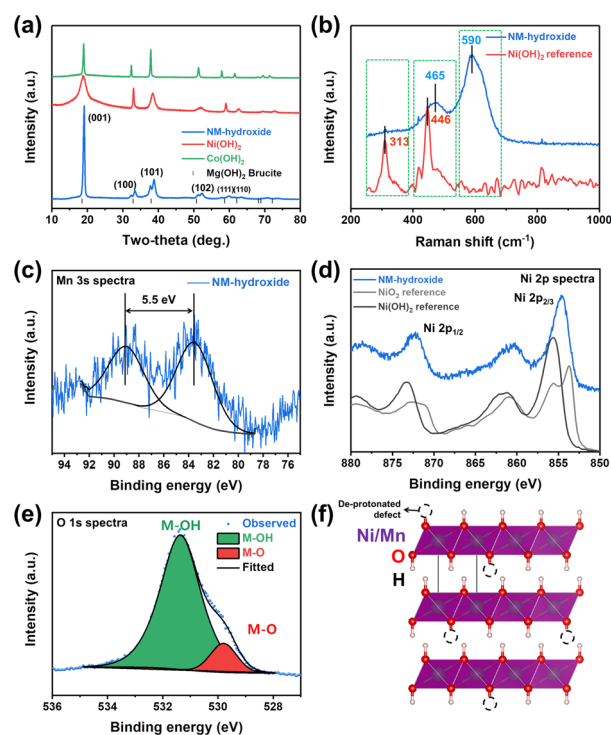 (a)
Intensity (a.u.)
NM-hydroxide
Ni(OH)2
Co(OH)2
Mg(OH)2 Brucite
(001)
(100)
(101)
(102)
(111)(110)
10 20 30 40 50 60 70 80
Two-theta (deg.)
(b)
Intensity (a.u.)
590
NM-hydroxide
Ni(OH)2 reference
465
446
313
200 400 600 800 1000
Raman shift (cm-1)
(c)
Mn 3s spectra
NM-hydroxide
5.5 eV
Intensity (a.u.)
94 92 90 88 86 84 82 80 78 76
Binding energy (eV)
(d)
Ni 2p spectra
NM-hydroxide
NiO2 reference
Ni(OH)2 reference
Ni 2p2/3
Ni 2p1/2
Intensity (a.u.)
880 875 870 865 860 855 850
Binding energy (eV)
(e)
O 1s spectra
M-OH
Observed
M-OH
M-O
Fitted
M-O
Intensity (a.u.)
536 534 532 530 528
Binding energy (eV)
(f)
De-protonated
defect
Ni/Mn
O
H